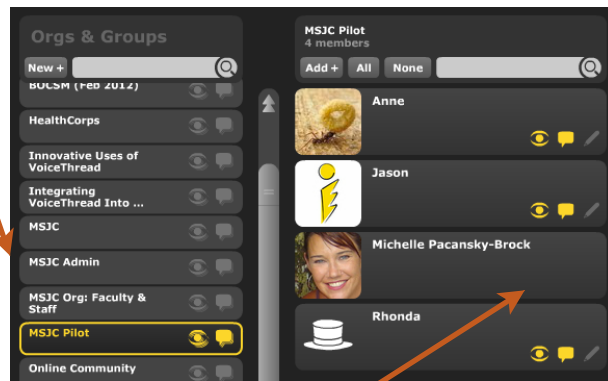 Orgs & Groups
New +
BOCSM (Feb 2012)
HealthCorps
Innovative Uses of
VoiceThread
Integrating
VoiceThread Into ...
MSJC
MSJC Admin
MSJC Org: Faculty &
Staff
MSJC Pilot
Online Community
MSJC Pilot
4 members
Add +
All
None
Anne
Jason
Michelle Pacansky-Brock
Rhonda